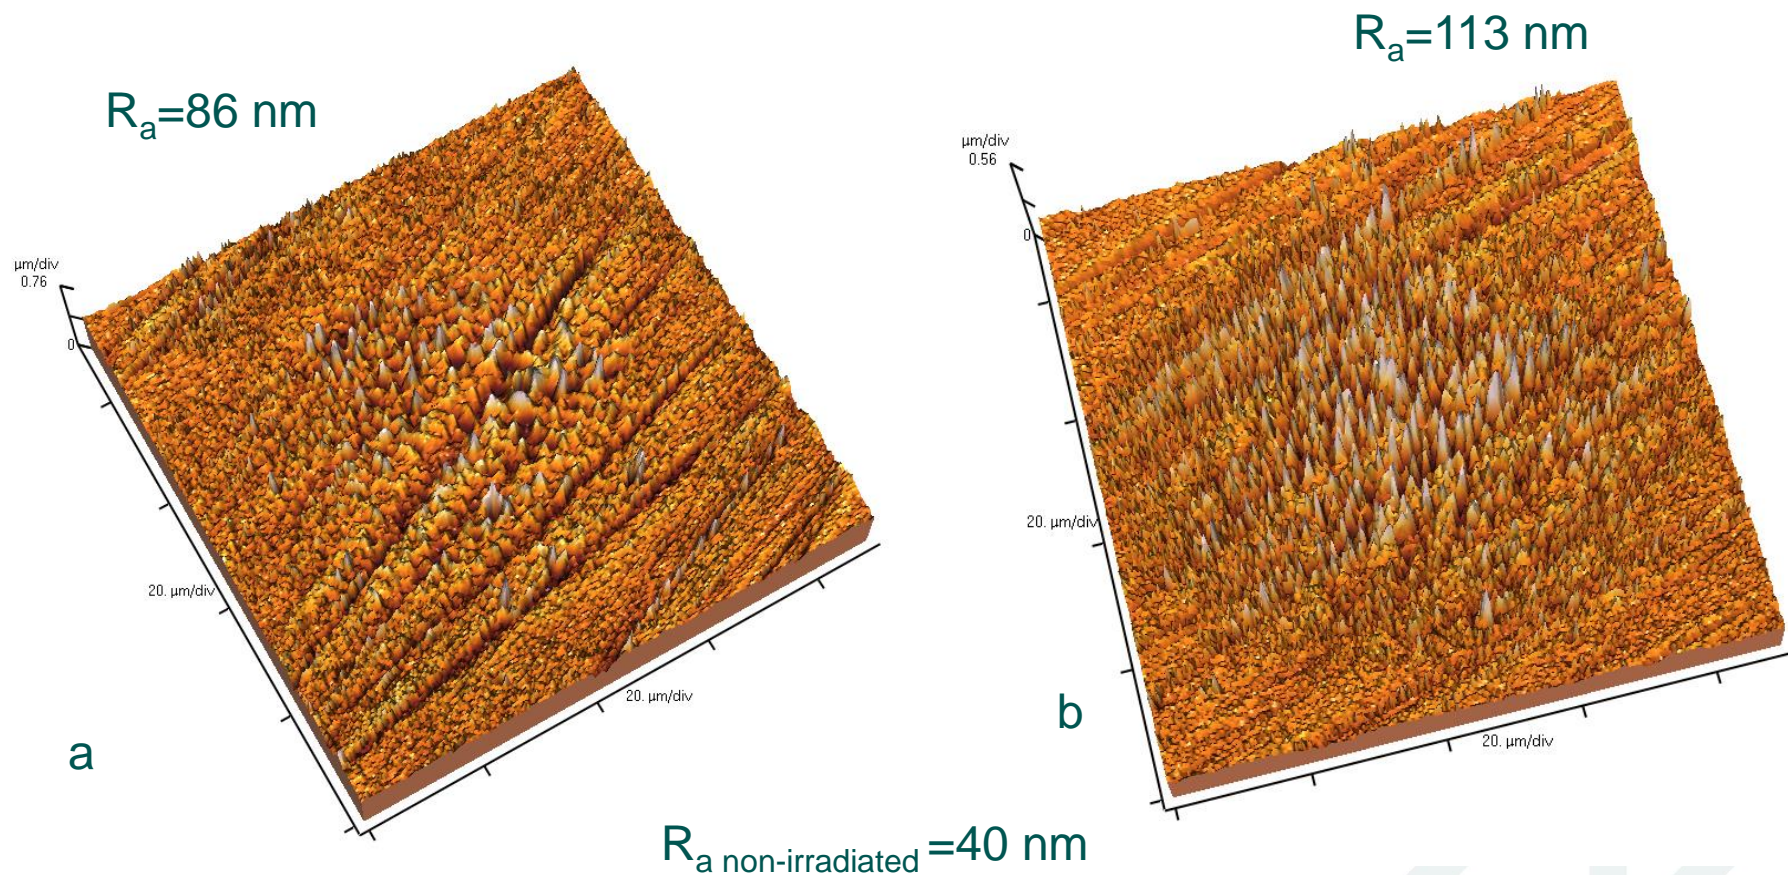 Ra=86 nm
µm/div
0.76
0
20. µm/div
20. µm/div
a
Ra=113 nm
µm/div
0.56
0
20. µm/div
20. µm/div
b
Ra non-irradiated =40 nm